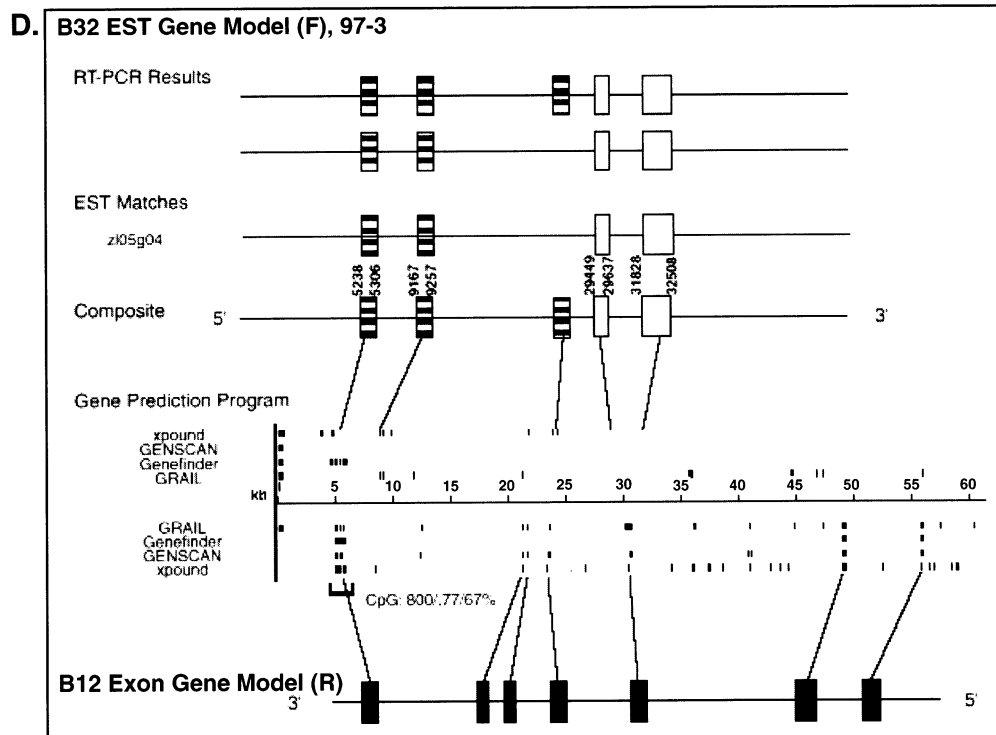 D.
B32 EST Gene Model (F), 97-3
RT-PCR Results
EST Matches
zl05g04
5238
5306
9167
9257
29449
29637
31828
32508
Composite
5'
3'
Gene Prediction Program
xpound
GENSCAN
Genefinder
GRAIL
kb
5 10 15 20 25 30 35 40 45 50 55 60
GRAIL
Genefinder
GENSCAN
xpound
CpG: 800/.77/67%
B12 Exon Gene Model (R)
3'
5'